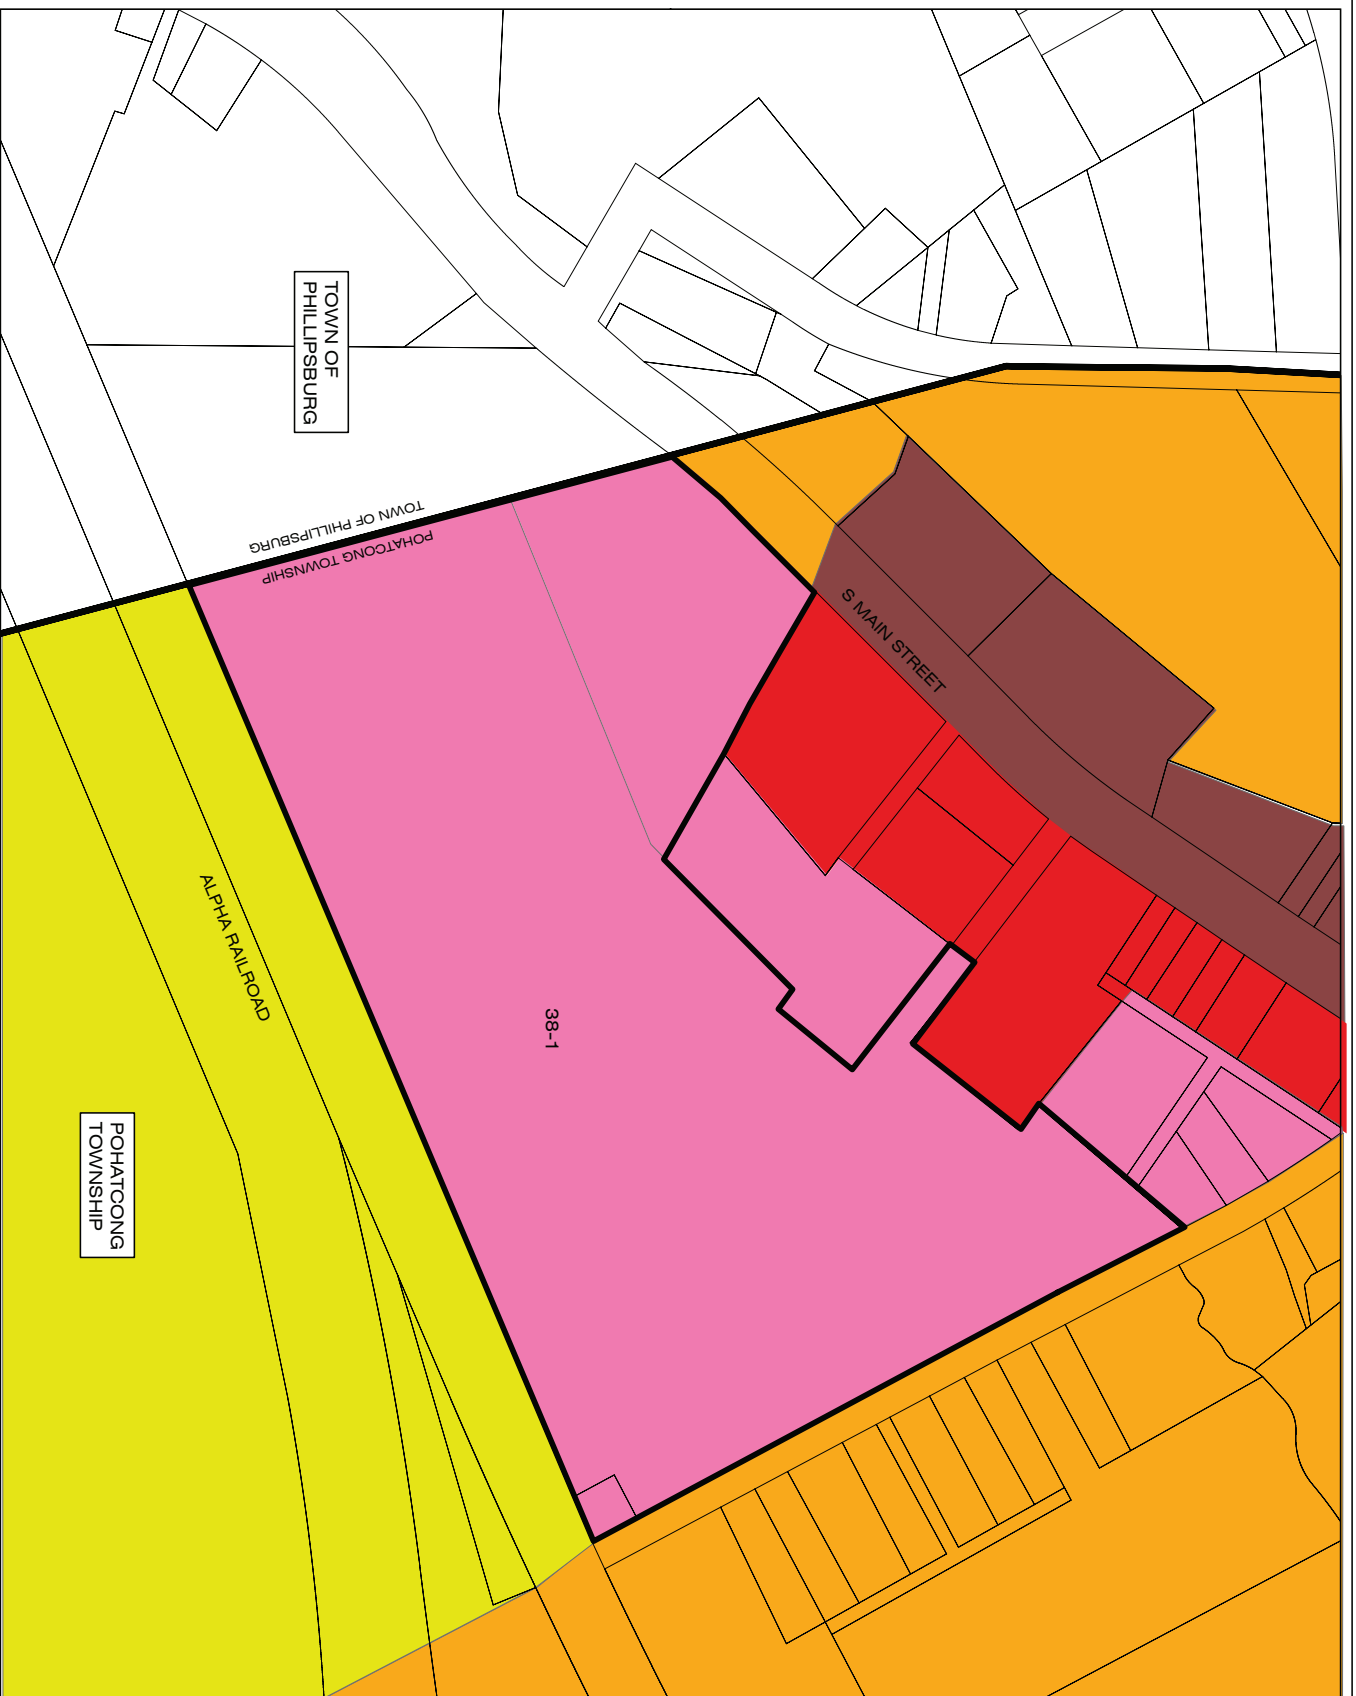 TOWN OF
PHILLIPSBURG
TOWN OF PHILLIPSBURG
POHATCONG TOWNSHIP
S MAIN STREET
ALPHA RAILROAD
38-1
POHATCONG
TOWNSHIP